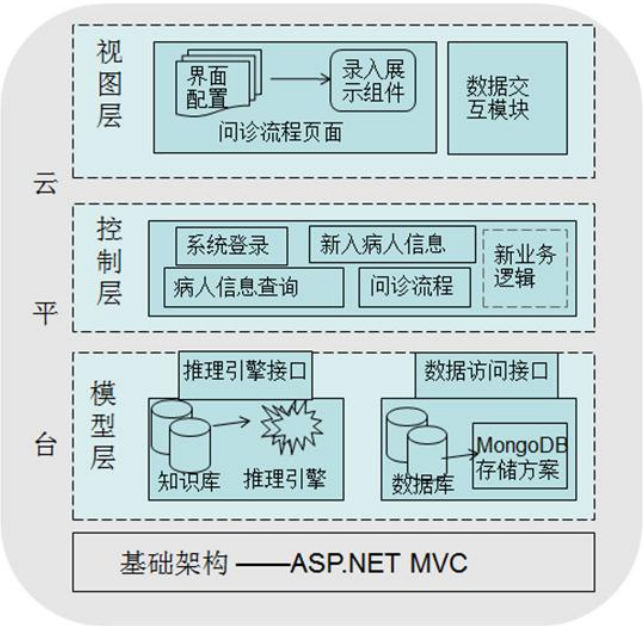 云
平
台
视
图
层
界面
配置
录入展
示组件
问诊流程页面
数据交
互模块
控
制
层
系统登录
新入病人信息
病人信息查询
问诊流程
新业务
逻辑
模
型
层
推理引擎接口
知识库
推理引擎
数据访问接口
数据库
MongoDB
存储方案
基础架构 ——ASP.NET MVC